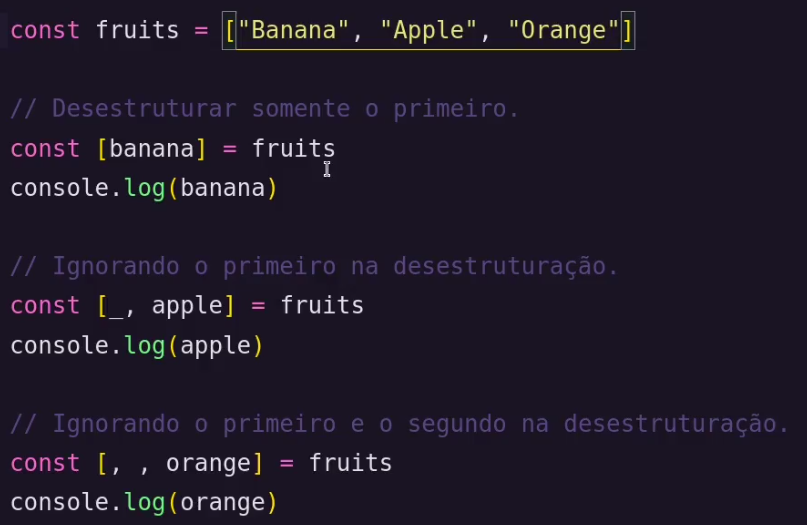 const fruits = ["Banana", "Apple", "Orange"]
// Desestruturar somente o primeiro.
const [banana] = fruits
console.log(banana)
// Ignorando o primeiro na desestruturação.
const [_, apple] = fruits
console.log(apple)
// Ignorando o primeiro e o segundo na desestruturação.
const [, , orange] = fruits
console.log(orange)